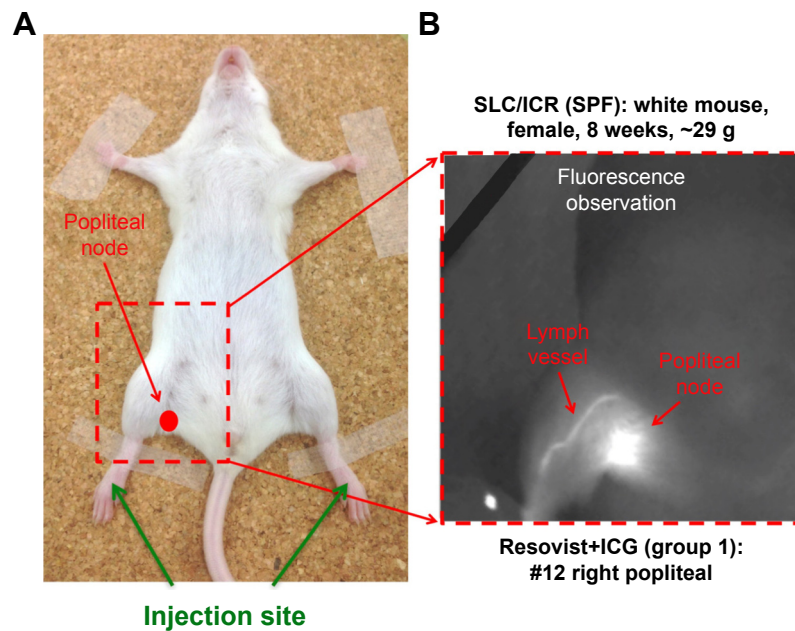 A
B
SLC/ICR (SPF): white mouse,
female, 8 weeks, ~29 g
Fluorescence
observation
Popliteal
node
Lymph
vessel
Popliteal
node
Resovist+ICG (group 1):
#12 right popliteal
Injection site